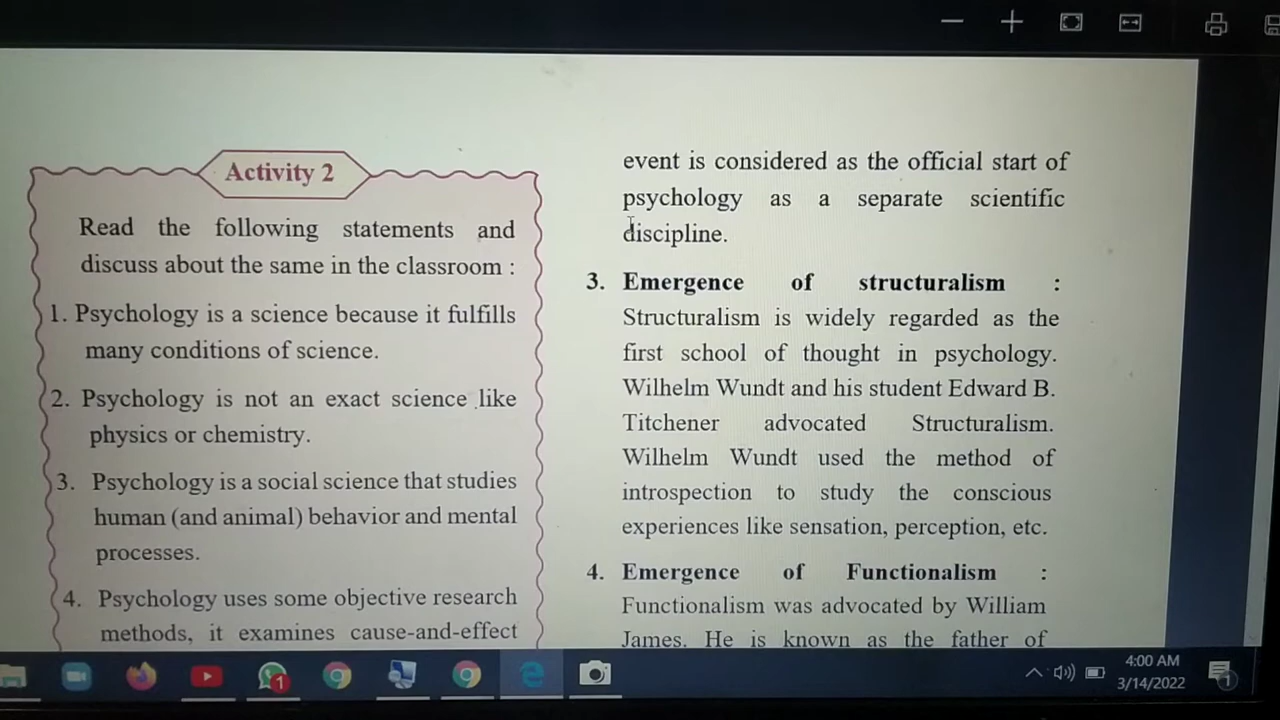 Activity 2
Read the following statements and
discuss about the same in the classroom :
1. Psychology is a science because it fulfills
many conditions of science.
2. Psychology is not an exact science like
physics or chemistry.
3. Psychology is a social science that studies
human (and animal) behavior and mental
processes.
4. Psychology uses some objective research
methods, it examines cause-and-effect
event is considered as the official start of
psychology as a separate scientific
discipline.
3. Emergence of structuralism :
Structuralism is widely regarded as the
first school of thought in psychology.
Wilhelm Wundt and his student Edward B.
Titchener advocated Structuralism.
Wilhelm Wundt used the method of
introspection to study the conscious
experiences like sensation, perception, etc.
4. Emergence of Functionalism :
Functionalism was advocated by William
James. He is known as the father of
1
4:00 AM
3/14/2022
1